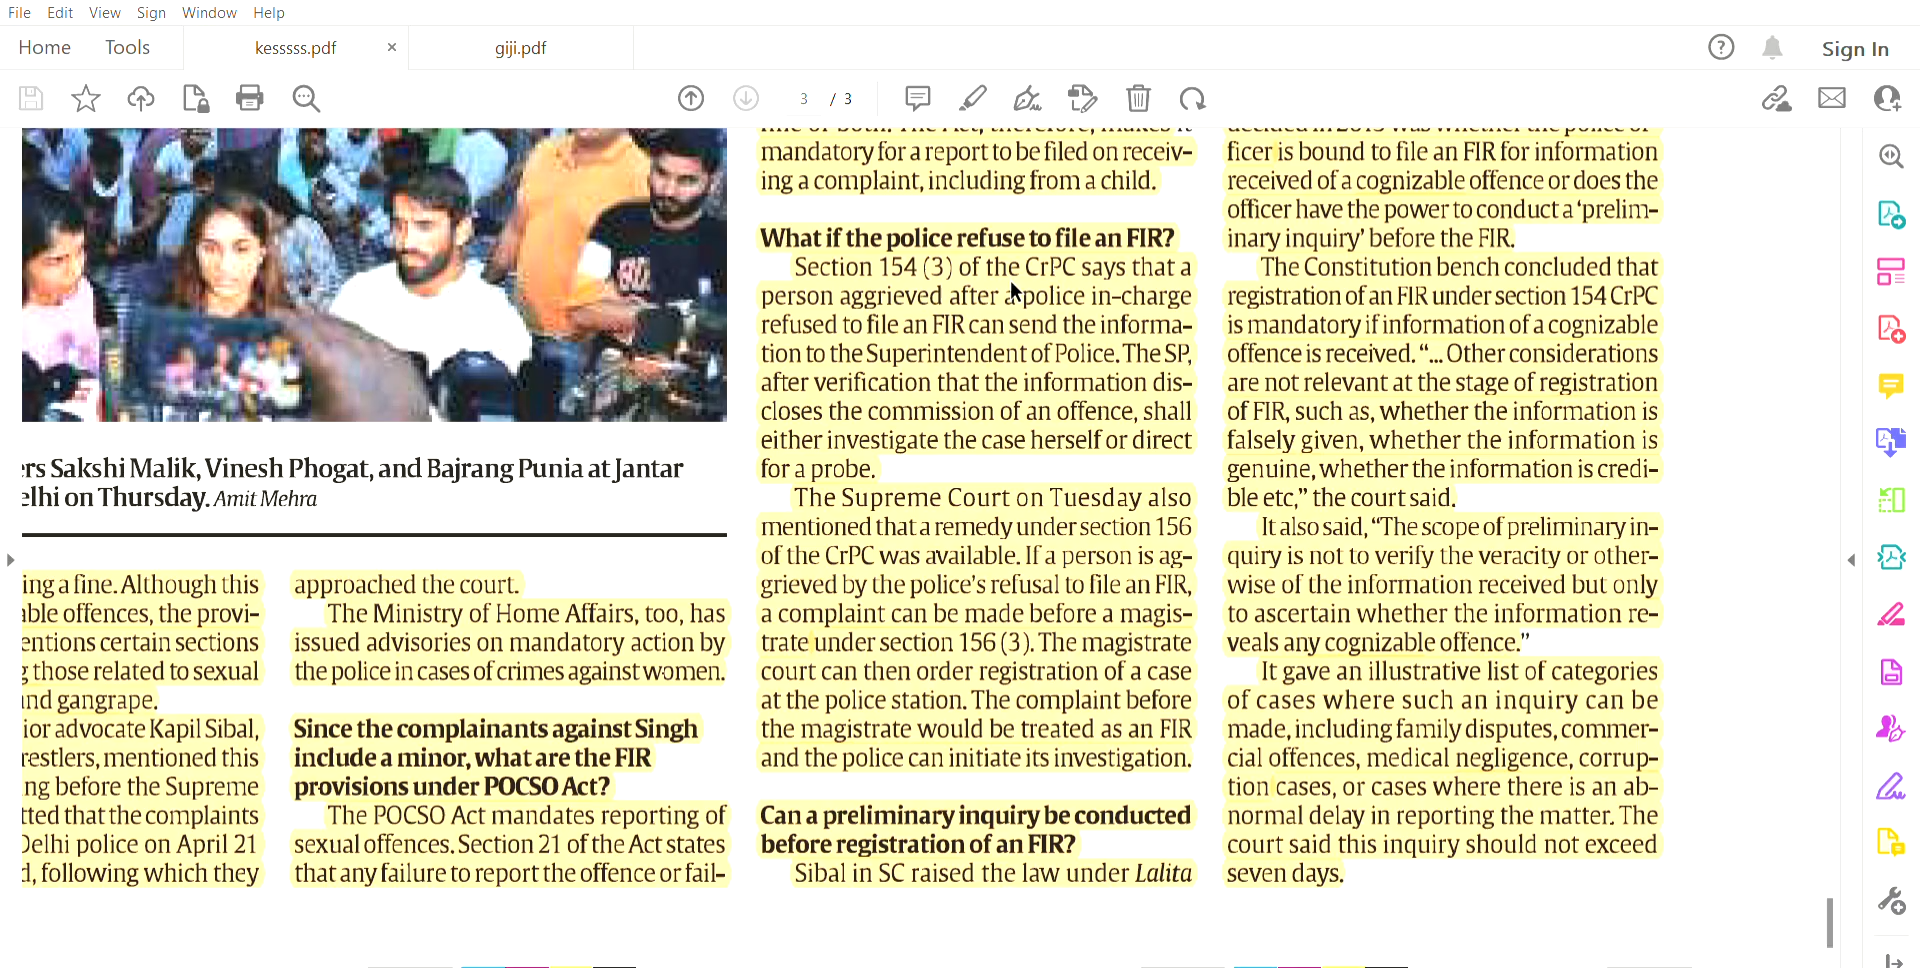 File Edit View Sign Window Help
Home Tools kesssss.pdf × giji.pdf Sign In
3 / 3
ers Sakshi Malik, Vinesh Phogat, and Bajrang Punia at Jantar
elhi on Thursday. Amit Mehra
ing a fine. Although this
able offences, the provi-
entions certain sections
g those related to sexual
and gangrape.
ior advocate Kapil Sibal,
restlers, mentioned this
ng before the Supreme
tted that the complaints
Delhi police on April 21
d, following which they
approached the court.
The Ministry of Home Affairs, too, has
issued advisories on mandatory action by
the police in cases of crimes against women.
Since the complainants against Singh
include a minor, what are the FIR
provisions under POCSO Act?
The POCSO Act mandates reporting of
sexual offences. Section 21 of the Act states
that any failure to report the offence or fail-
fine or both. The Act, therefore, makes it
mandatory for a report to be filed on receiv-
ing a complaint, including from a child.
What if the police refuse to file an FIR?
Section 154 (3) of the CrPC says that a
person aggrieved after a police in-charge
refused to file an FIR can send the informa-
tion to the Superintendent of Police. The SP,
after verification that the information dis-
closes the commission of an offence, shall
either investigate the case herself or direct
for a probe.
The Supreme Court on Tuesday also
mentioned that a remedy under section 156
of the CrPC was available. If a person is ag-
grieved by the police's refusal to file an FIR,
a complaint can be made before a magis-
trate under section 156 (3). The magistrate
court can then order registration of a case
at the police station. The complaint before
the magistrate would be treated as an FIR
and the police can initiate its investigation.
Can a preliminary inquiry be conducted
before registration of an FIR?
Sibal in SC raised the law under Lalita
decided in 2013 was whether the police of-
ficer is bound to file an FIR for information
received of a cognizable offence or does the
officer have the power to conduct a ‘prelim-
inary inquiry’ before the FIR.
The Constitution bench concluded that
registration of an FIR under section 154 CrPC
is mandatory if information of a cognizable
offence is received. “... Other considerations
are not relevant at the stage of registration
of FIR, such as, whether the information is
falsely given, whether the information is
genuine, whether the information is credi-
ble etc,” the court said.
It also said, “The scope of preliminary in-
quiry is not to verify the veracity or other-
wise of the information received but only
to ascertain whether the information re-
veals any cognizable offence.”
It gave an illustrative list of categories
of cases where such an inquiry can be
made, including family disputes, commer-
cial offences, medical negligence, corrup-
tion cases, or cases where there is an ab-
normal delay in reporting the matter. The
court said this inquiry should not exceed
seven days.